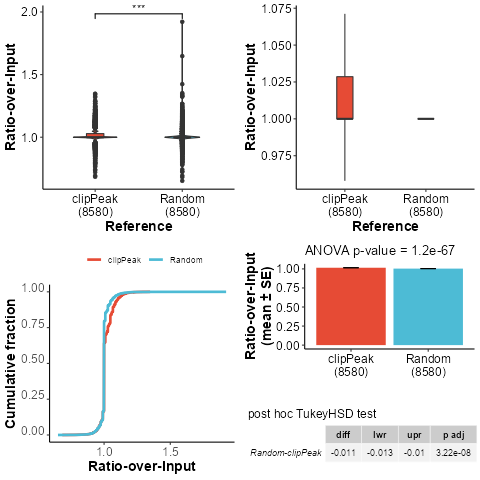 ***
2.0
1.5
1.0
Ratio-over-Input
clipPeak
(8580)
Random
(8580)
Reference
1.075
1.050
1.025
1.000
0.975
Ratio-over-Input
clipPeak
(8580)
Random
(8580)
Reference
clipPeak
Random
1.00
0.75
0.50
0.25
0.00
Cumulative fraction
1.0
1.5
Ratio-over-Input
ANOVA p-value = 1.2e-67
1.00
0.75
0.50
0.25
0.00
Ratio-over-Input
(mean ± SE)
clipPeak
(8580)
Random
(8580)
post hoc TukeyHSD test
diff lwr upr p adj
Random-clipPeak -0.011 -0.013 -0.01 3.22e-08